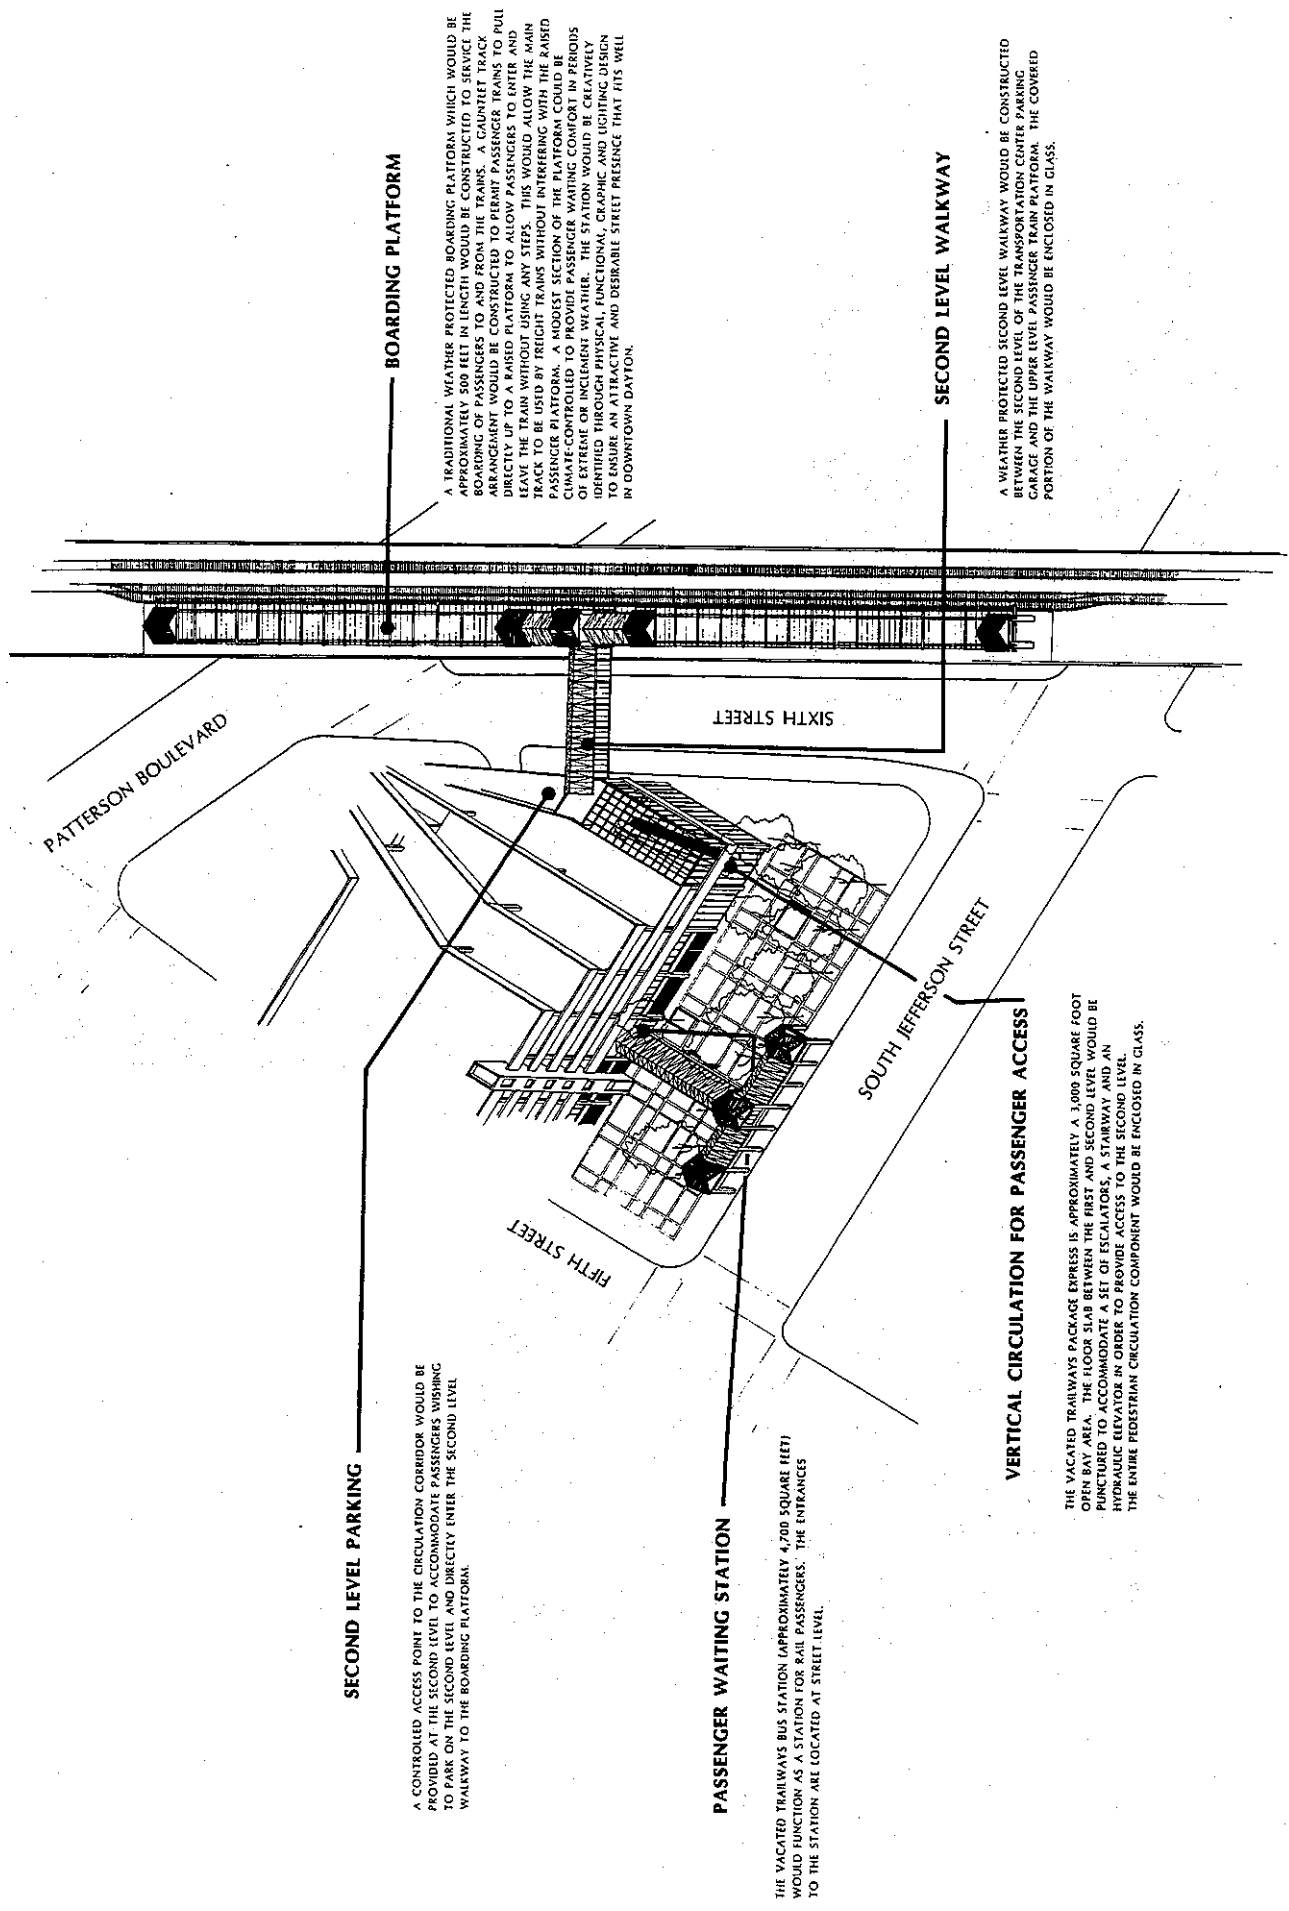 BOARDING PLATFORM
A TRADITIONAL WEATHER PROTECTED BOARDING PLATFORM WHICH WOULD BE
APPROXIMATELY 500 FEET IN LENGTH WOULD BE CONSTRUCTED TO SERVICE THE
BOARDING OF PASSENGERS TO AND FROM THE TRAINS. A GAUNTLET TRACK
ARRANGEMENT WOULD BE CONSTRUCTED TO PERMIT PASSENGER TRAINS TO PULL
DIRECTLY UP TO A RAISED PLATFORM TO ALLOW PASSENGERS TO ENTER AND
LEAVE THE TRAIN WITHOUT USING ANY STEPS. THIS WOULD ALLOW THE MAIN
TRACK TO BE USED BY FREIGHT TRAINS WITHOUT INTERFERING WITH THE RAISED
PASSENGER PLATFORM. A MODEST SECTION OF THE PLATFORM COULD BE
CLIMATE-CONTROLLED TO PROVIDE PASSENGER WAITING COMFORT IN PERIODS
OF EXTREME OR INCLEMENT WEATHER. THE STATION WOULD BE CREATIVELY
IDENTIFIED THROUGH PHYSICAL, FUNCTIONAL, GRAPHIC AND LIGHTING DESIGN
TO ENSURE AN ATTRACTIVE AND DESIRABLE STREET PRESENCE THAT FITS WELL
IN DOWNTOWN DAYTON.
SECOND LEVEL WALKWAY
A WEATHER PROTECTED SECOND LEVEL WALKWAY WOULD BE CONSTRUCTED
BETWEEN THE SECOND LEVEL OF THE TRANSPORTATION CENTER PARKING
GARAGE AND THE UPPER LEVEL PASSENGER TRAIN PLATFORM. THE COVERED
PORTION OF THE WALKWAY WOULD BE ENCLOSED IN GLASS.
PATTERSON BOULEVARD
SIXTH STREET
SOUTH JEFFERSON STREET
FIFTH STREET
SECOND LEVEL PARKING
A CONTROLLED ACCESS POINT TO THE CIRCULATION CORRIDOR WOULD BE
PROVIDED AT THE SECOND LEVEL TO ACCOMMODATE PASSENGERS WISHING
TO PARK ON THE SECOND LEVEL AND DIRECTLY ENTER THE SECOND LEVEL
WALKWAY TO THE BOARDING PLATFORM.
PASSENGER WAITING STATION
THE VACATED TRAILWAYS BUS STATION (APPROXIMATELY 4,700 SQUARE FEET)
WOULD FUNCTION AS A STATION FOR RAIL PASSENGERS. THE ENTRANCES
TO THE STATION ARE LOCATED AT STREET LEVEL.
VERTICAL CIRCULATION FOR PASSENGER ACCESS
THE VACATED TRAILWAYS PACKAGE EXPRESS IS APPROXIMATELY A 3,000 SQUARE FOOT
OPEN BAY AREA. THE FLOOR SLAB BETWEEN THE FIRST AND SECOND LEVEL WOULD BE
PUNCTURED TO ACCOMMODATE A SET OF ESCALATORS, A STAIRWAY AND AN
HYDRAULIC ELEVATOR IN ORDER TO PROVIDE ACCESS TO THE SECOND LEVEL.
THE ENTIRE PEDESTRIAN CIRCULATION COMPONENT WOULD BE ENCLOSED IN GLASS.